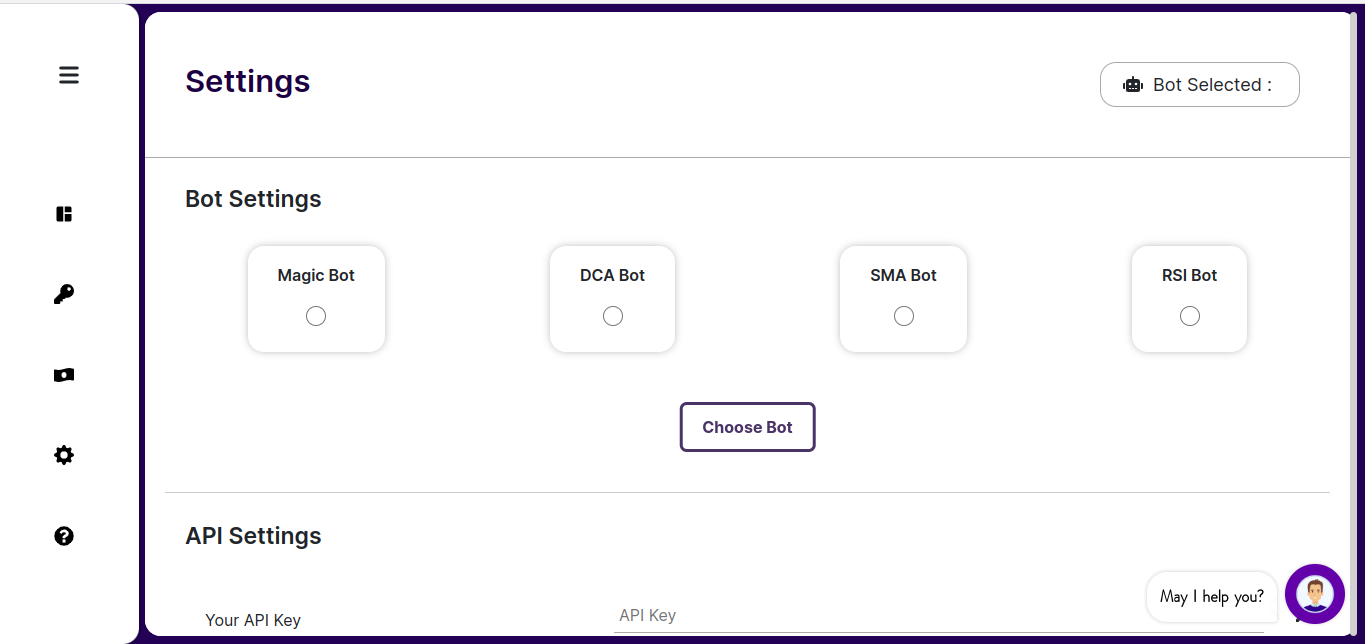 Settings
Bot Selected :
Bot Settings
Magic Bot
DCA Bot
SMA Bot
RSI Bot
Choose Bot
API Settings
May I help you?
Your API Key
API Key